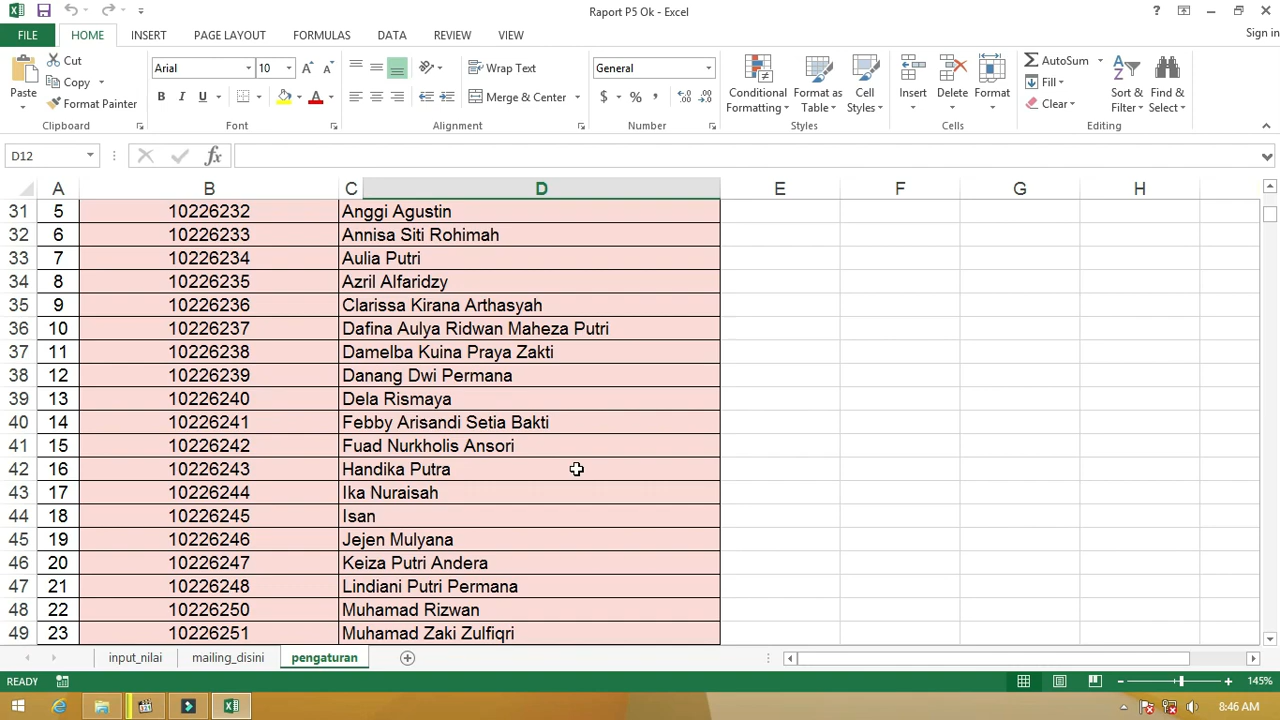 Raport P5 Ok - Excel
?
FILE HOME INSERT PAGE LAYOUT FORMULAS DATA REVIEW VIEW Sign in
Paste Cut Copy Format Painter Clipboard
Arial 10 B I U A Font
Wrap Text Merge & Center Alignment
General $ % , Number
Conditional Formatting Format as Table Cell Styles Styles
Insert Delete Format Cells
AutoSum Fill Clear Sort & Filter Find & Select Editing
D12 fx
A B C D E F G H
31 5 10226232 Anggi Agustin
32 6 10226233 Annisa Siti Rohimah
33 7 10226234 Aulia Putri
34 8 10226235 Azril Alfaridzy
35 9 10226236 Clarissa Kirana Arthasyah
36 10 10226237 Dafina Aulya Ridwan Maheza Putri
37 11 10226238 Damelba Kuina Praya Zakti
38 12 10226239 Danang Dwi Permana
39 13 10226240 Dela Rismaya
40 14 10226241 Febby Arisandi Setia Bakti
41 15 10226242 Fuad Nurkholis Ansori
42 16 10226243 Handika Putra
43 17 10226244 Ika Nuraisah
44 18 10226245 Isan
45 19 10226246 Jejen Mulyana
46 20 10226247 Keiza Putri Andera
47 21 10226248 Lindiani Putri Permana
48 22 10226250 Muhamad Rizwan
49 23 10226251 Muhamad Zaki Zulfiqri
input_nilai mailing_disini pengaturan
READY 145%
8:46 AM